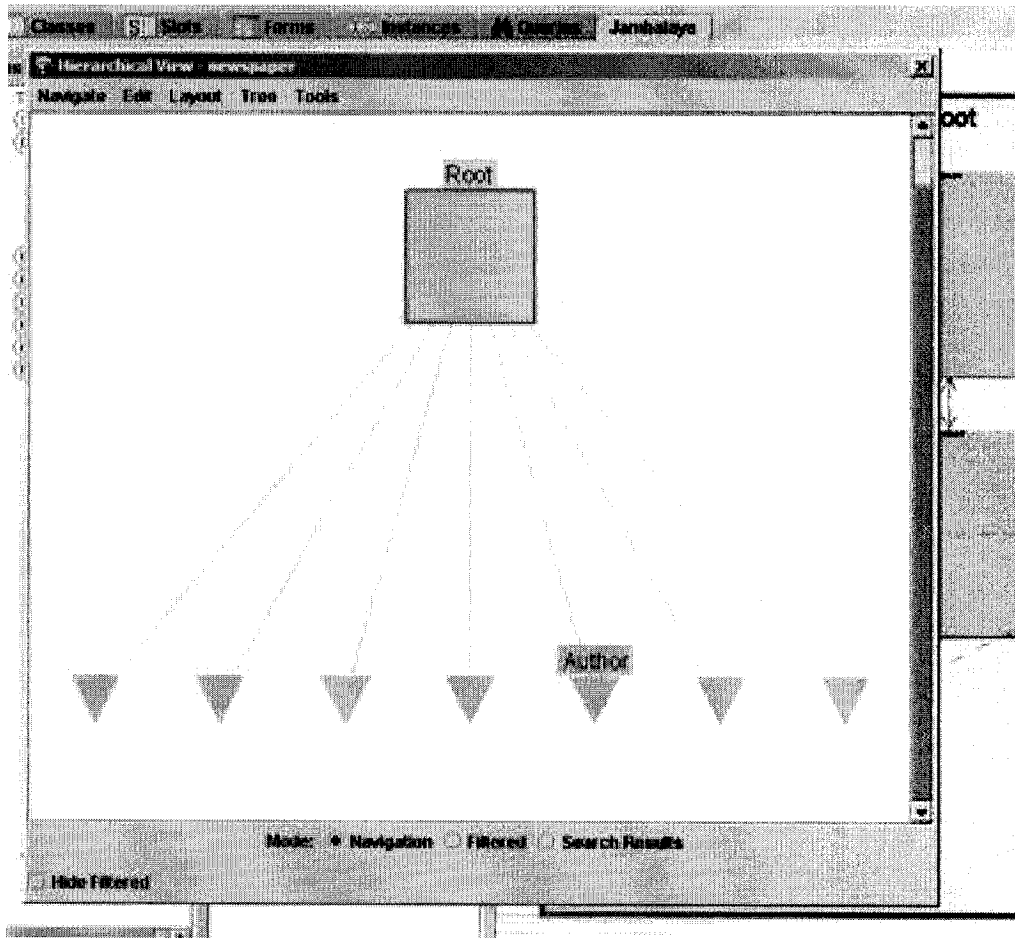 Classes Slots Forms Instances Queries Jambalaya
Hierarchical View - newspaper
Navigate Edit Layout Tree Tools
oot
Root
Author
Mode: Navigation Filtered Search Results
Hide Filtered